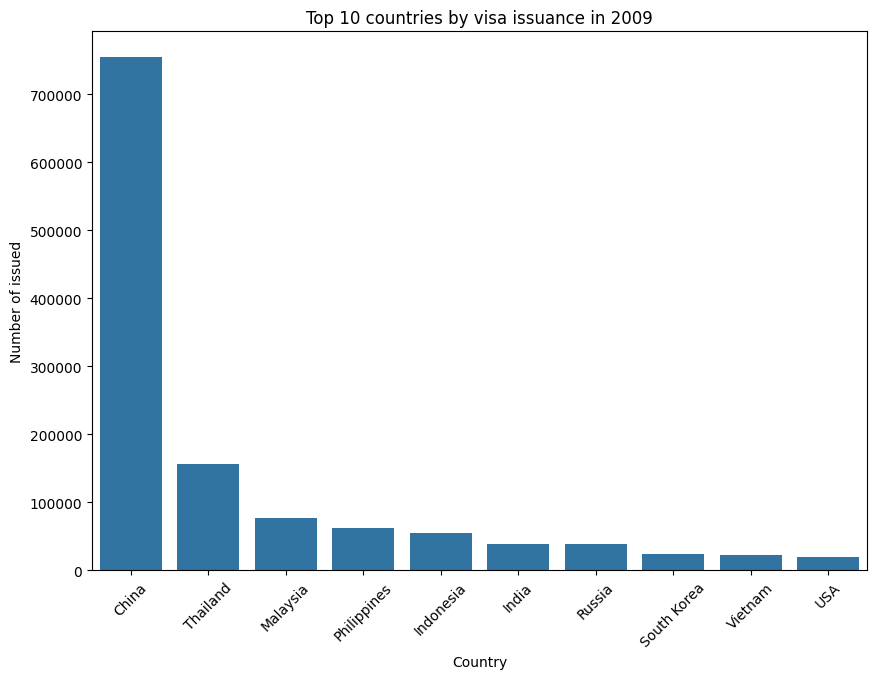 Top 10 countries by visa issuance in 2009
Number of issued
700000
600000
500000
400000
300000
200000
100000
0
China
Thailand
Malaysia
Philippines
Indonesia
India
Russia
South Korea
Vietnam
USA
Country